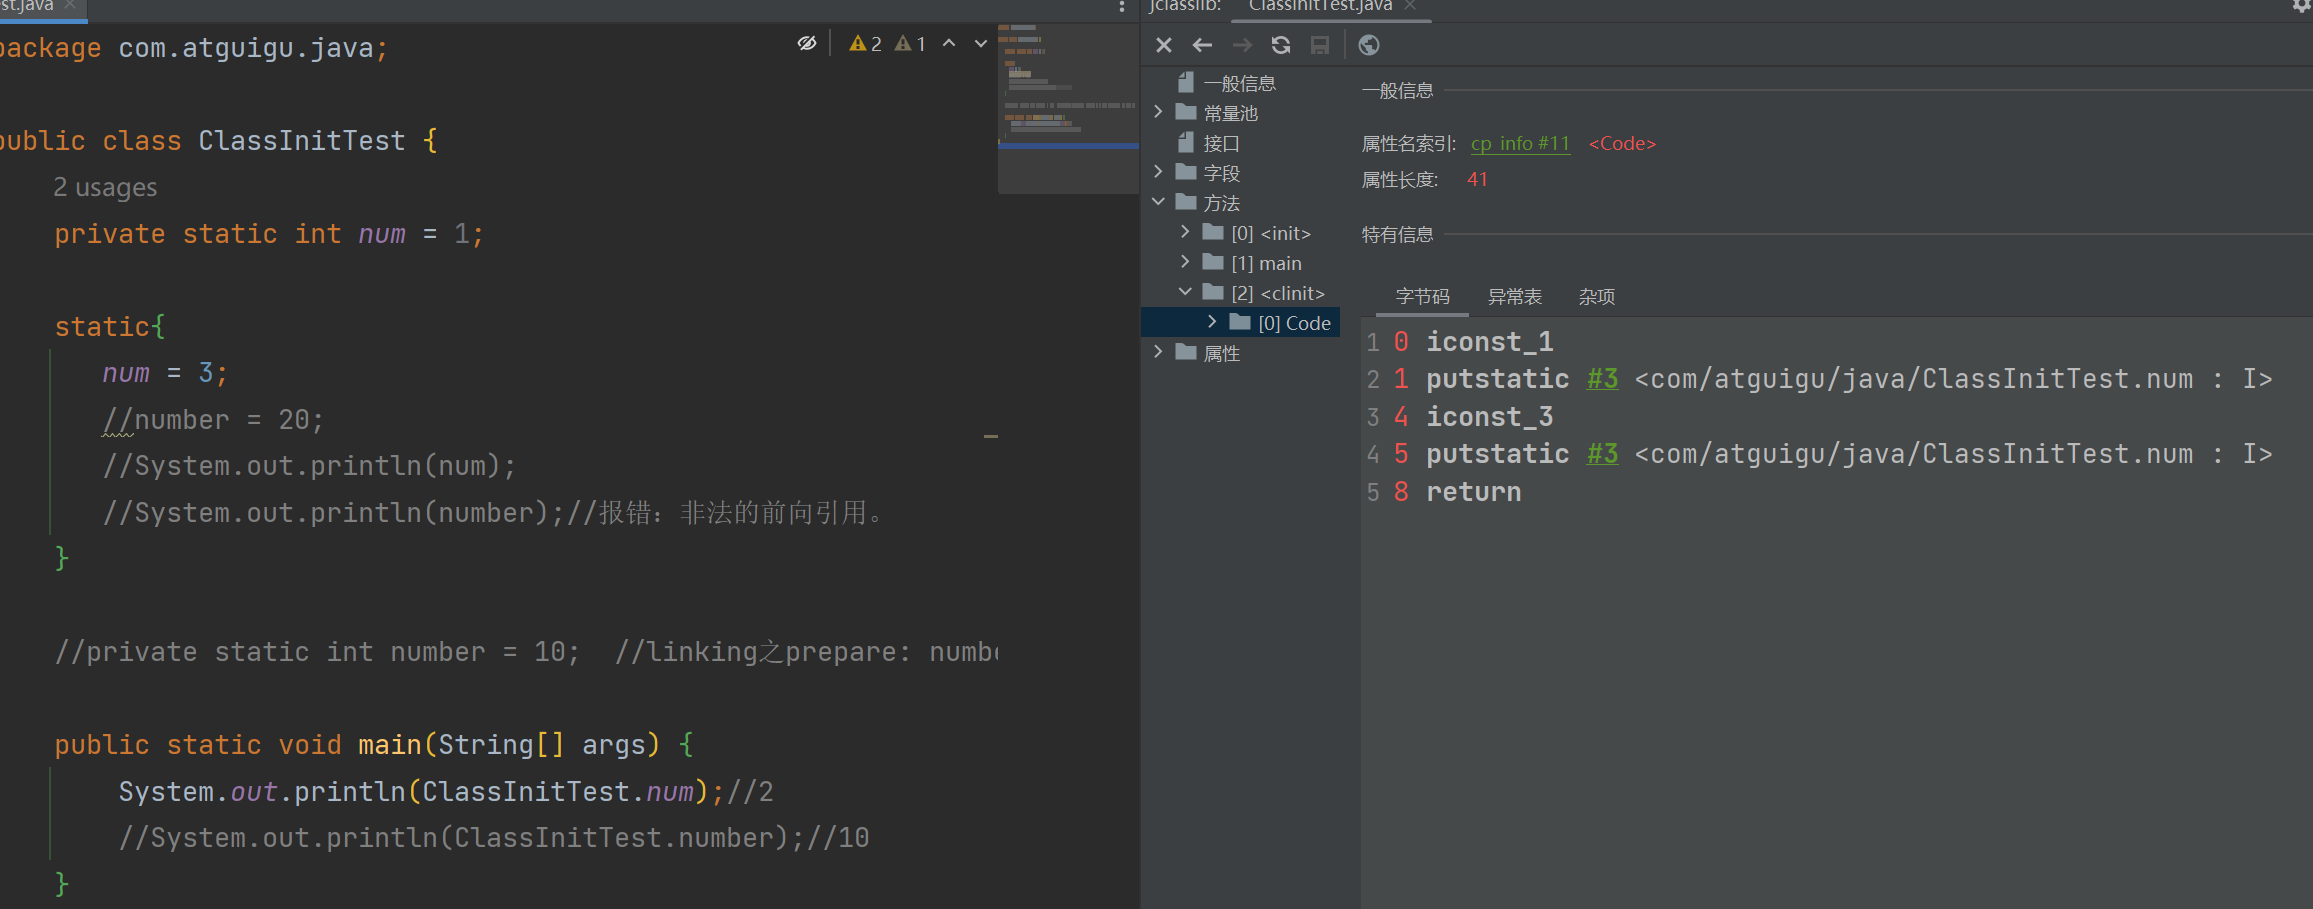 st.java
package com.atguigu.java;
2 1
public class ClassInitTest {
2 usages
private static int num = 1;
static{
num = 3;
//number = 20;
//System.out.println(num);
//System.out.println(number);//报错：非法的前向引用。
}
//private static int number = 10;  //linking之prepare: numbe
public static void main(String[] args) {
System.out.println(ClassInitTest.num);//2
//System.out.println(ClassInitTest.number);//10
}
jclasslib: ClassInitTest.java
一般信息
常量池
接口
字段
方法
[0] <init>
[1] main
[2] <clinit>
[0] Code
属性
一般信息
属性名索引: cp_info #11 <Code>
属性长度: 41
特有信息
字节码 异常表 杂项
1 0 iconst_1
2 1 putstatic #3 <com/atguigu/java/ClassInitTest.num : I>
3 4 iconst_3
4 5 putstatic #3 <com/atguigu/java/ClassInitTest.num : I>
5 8 return